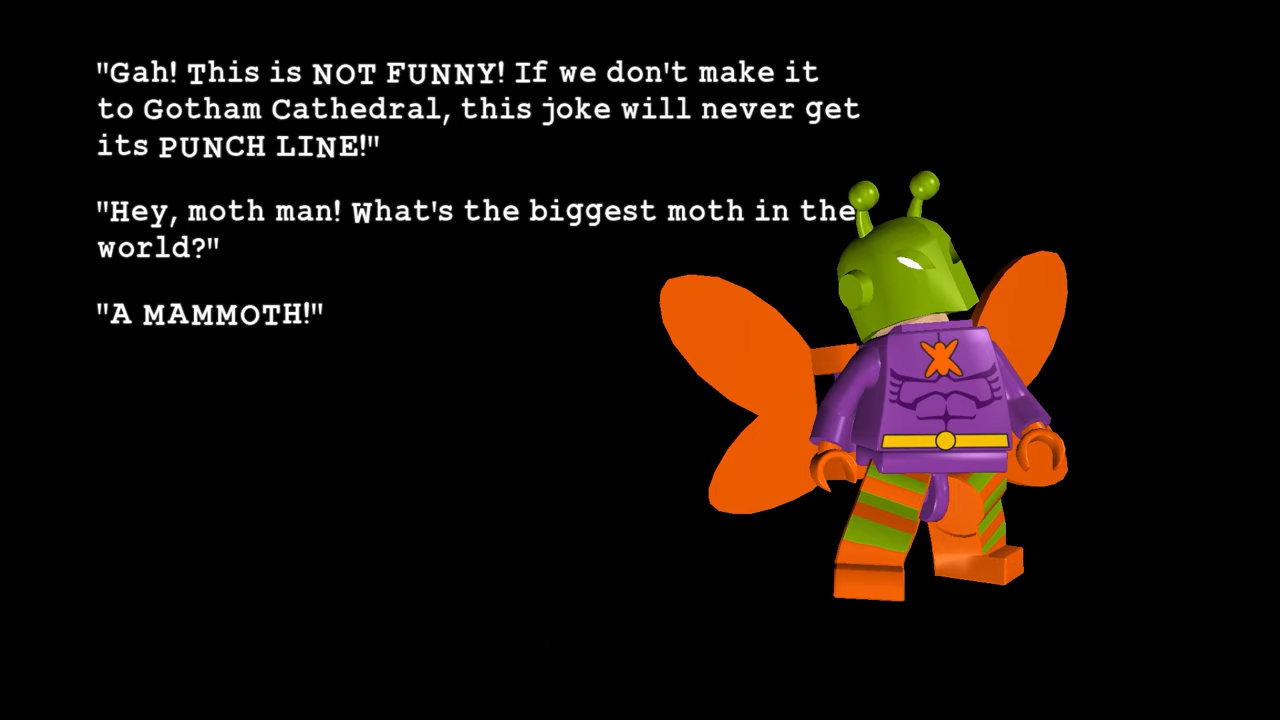 "Gah! This is NOT FUNNY! If we don't make it
to Gotham Cathedral, this joke will never get
its PUNCH LINE!"
"Hey, moth man! What's the biggest moth in the
world?"
"A MAMMOTH!"